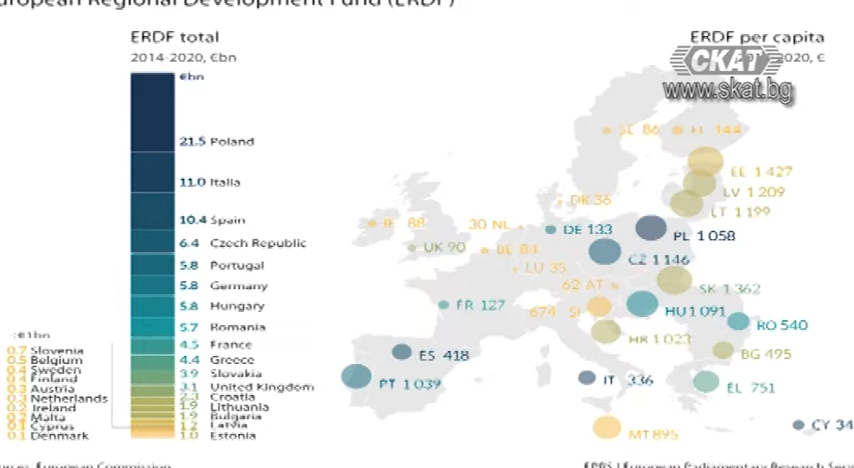 European Regional Development Fund (ERDF)
ERDF total
2014-2020, €bn
€bn
21.5 Poland
11.0 Italia
10.4 Spain
6.4 Czech Republic
5.8 Portugal
5.8 Germany
5.8 Hungary
5.7 Romania
4.5 France
4.4 Greece
3.9 Slovakia
3.1 United Kingdom
2.3 Croatia
1.9 Lithuania
1.9 Bulgaria
1.2 Latvia
1.0 Estonia
<€1bn
0.7 Slovenia
0.5 Belgium
0.4 Sweden
0.4 Finland
0.3 Austria
0.3 Netherlands
0.2 Ireland
0.2 Malta
0.1 Cyprus
0.1 Denmark
ERDF per capita
2020, €
СКАТ
www.skat.bg
SE 86
FI 144
EE 1 427
LV 1 209
LT 1 199
DK 36
IE 88
30 NL
DE 133
PL 1 058
UK 90
BE 84
CZ 1 146
LU 35
62 AT
SK 1 362
FR 127
674 SI
HU 1 091
RO 540
HR 1 023
BG 495
ES 418
PT 1 039
IT 336
EL 751
MT 895
CY 34
European Commission
EPRS | European Parliamentary Research Serv